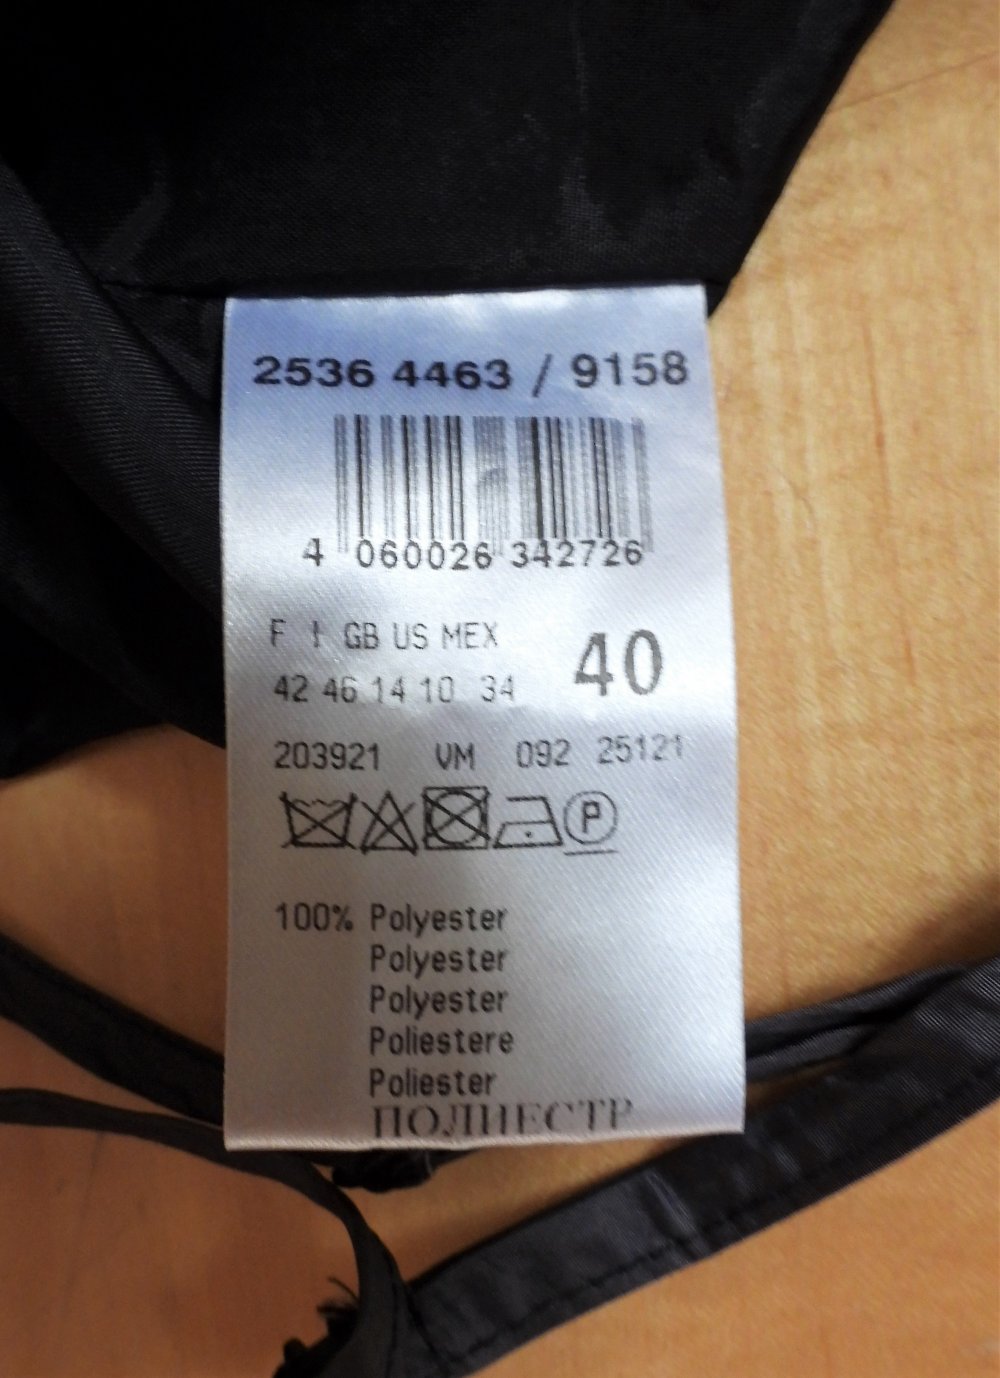 2536 4463 / 9158
4 060026 342726
F I GB US MEX
42 46 14 10 34
40
203921 VM 092 25121
P
100% Polyester
Polyester
Polyester
Poliestere
Poliester
ПОЛИЕСТР